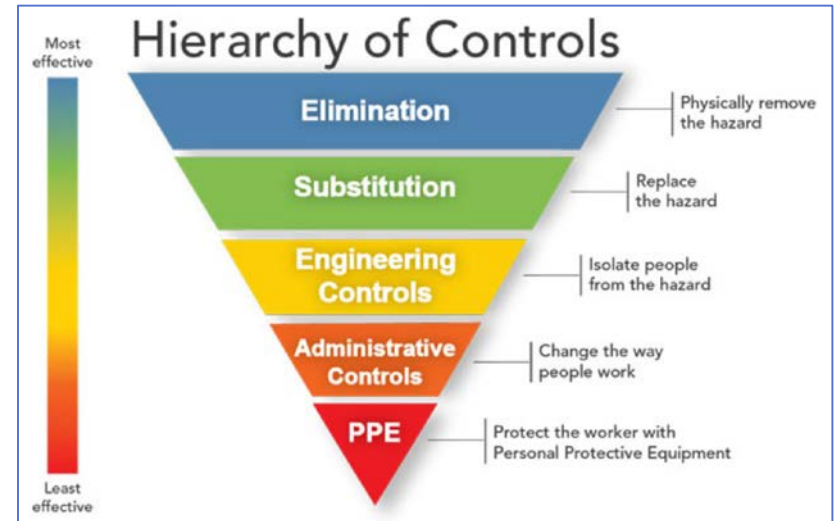 Hierarchy of Controls
Most
effective
Elimination
Physically remove
the hazard
Substitution
Replace
the hazard
Engineering
Controls
Isolate people
from the hazard
Administrative
Controls
Change the way
people work
PPE
Protect the worker with
Personal Protective Equipment
Least
effective